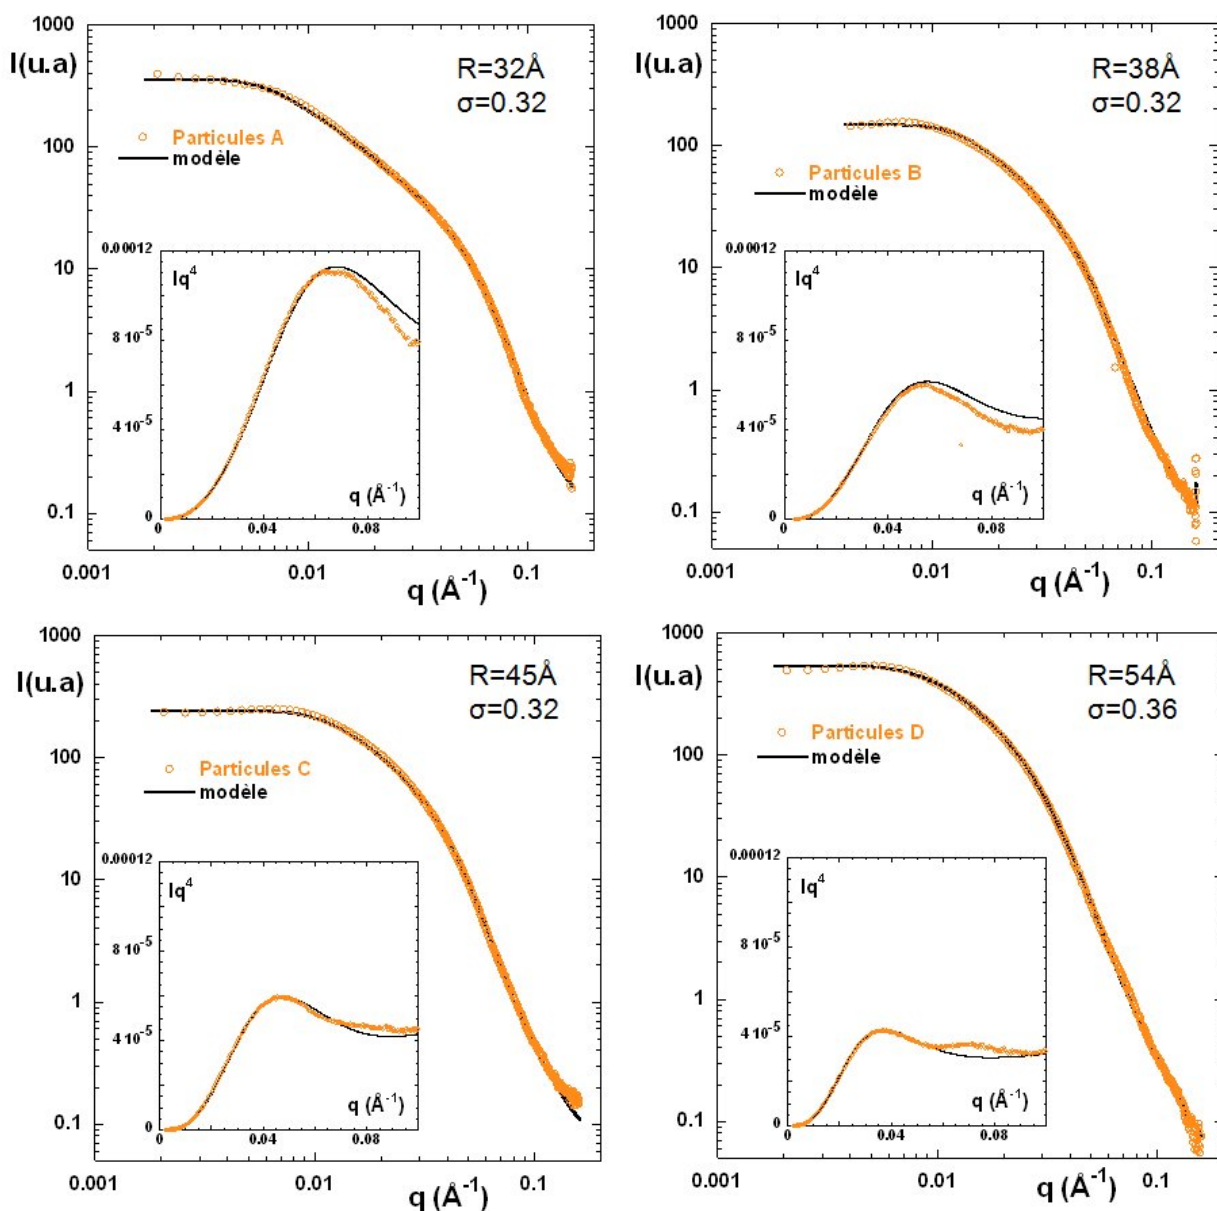 1000
I(u.a)
R=32Å
σ=0.32
Particules A
modèle
100
10
1
0.1
0.00012
Iq⁴
8 10⁻⁵
4 10⁻⁵
0
q (Å⁻¹)
0 0.04 0.08
0.001 0.01 0.1
q (Å⁻¹)
1000
I(u.a)
R=38Å
σ=0.32
Particules B
modèle
100
10
1
0.1
0.00012
Iq⁴
8 10⁻⁵
4 10⁻⁵
0
q (Å⁻¹)
0 0.04 0.08
0.001 0.01 0.1
q (Å⁻¹)
1000
I(u.a)
R=45Å
σ=0.32
Particules C
modèle
100
10
1
0.1
0.00012
Iq⁴
8 10⁻⁵
4 10⁻⁵
0
q (Å⁻¹)
0 0.04 0.08
0.001 0.01 0.1
q (Å⁻¹)
1000
I(u.a)
R=54Å
σ=0.36
Particules D
modèle
100
10
1
0.1
0.00012
Iq⁴
8 10⁻⁵
4 10⁻⁵
0
q (Å⁻¹)
0 0.04 0.08
0.001 0.01 0.1
q (Å⁻¹)